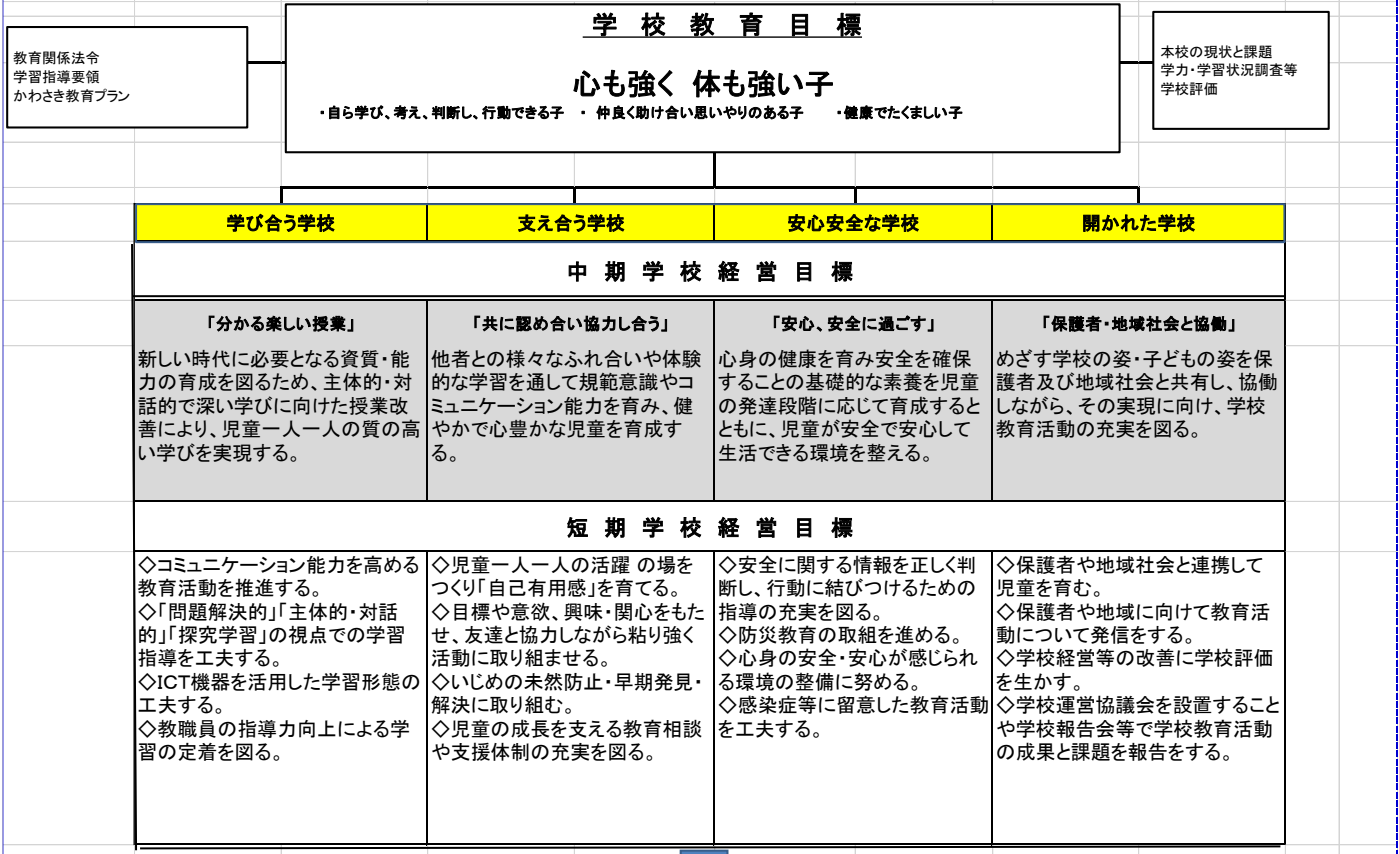 学校教育目標
心も強く 体も強い子
・自ら学び、考え、判断し、行動できる子 ・ 仲良く助け合い思いやりのある子 ・健康でたくましい子
教育関係法令
学習指導要領
かわさき教育プラン
本校の現状と課題
学力・学習状況調査等
学校評価
学び合う学校
支え合う学校
安心安全な学校
開かれた学校
中期学校経営目標
「分かる楽しい授業」
新しい時代に必要となる資質・能
力の育成を図るため、主体的・対
話的で深い学びに向けた授業改
善により、児童一人一人の質の高
い学びを実現する。
「共に認め合い協力し合う」
他者との様々なふれ合いや体験
的な学習を通して規範意識やコ
ミュニケーション能力を育み、健
やかで心豊かな児童を育成す
る。
「安心、安全に過ごす」
心身の健康を育み安全を確保
することの基礎的な素養を児童
の発達段階に応じて育成すると
ともに、児童が安全で安心して
生活できる環境を整える。
「保護者・地域社会と協働」
めざす学校の姿・子どもの姿を保
護者及び地域社会と共有し、協働
しながら、その実現に向け、学校
教育活動の充実を図る。
短期学校経営目標
◇コミュニケーション能力を高める
教育活動を推進する。
◇「問題解決的」「主体的・対話
的」「探究学習」の視点での学習
指導を工夫する。
◇ICT機器を活用した学習形態の
工夫する。
◇教職員の指導力向上による学
習の定着を図る。
◇児童一人一人の活躍 の場を
つくり「自己有用感」を育てる。
◇目標や意欲、興味・関心をもた
せ、友達と協力しながら粘り強く
活動に取り組ませる。
◇いじめの未然防止・早期発見・
解決に取り組む。
◇児童の成長を支える教育相談
や支援体制の充実を図る。
◇安全に関する情報を正しく判
断し、行動に結びつけるための
指導の充実を図る。
◇防災教育の取組を進める。
◇心身の安全・安心が感じられ
る環境の整備に努める。
◇感染症等に留意した教育活動
を工夫する。
◇保護者や地域社会と連携して
児童を育む。
◇保護者や地域に向けて教育活
動について発信をする。
◇学校経営等の改善に学校評価
を生かす。
◇学校運営協議会を設置すること
や学校報告会等で学校教育活動
の成果と課題を報告をする。